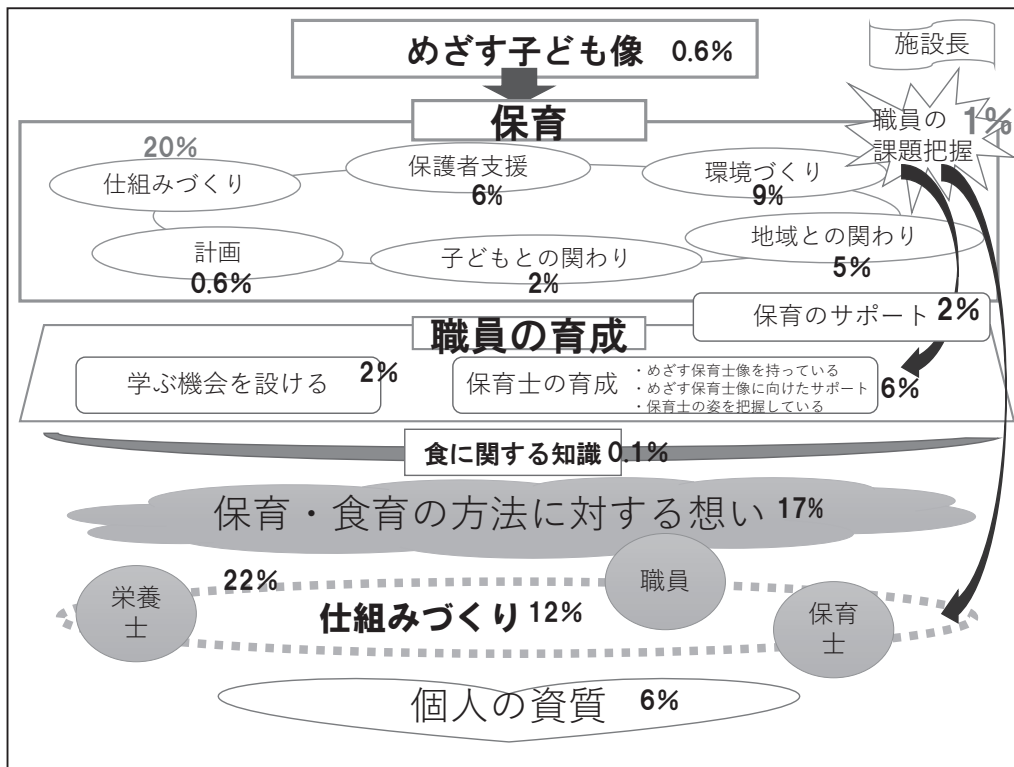 めざす子ども像 0.6%
施設長
保育
職員の 1%
課題把握
20%
仕組みづくり
保護者支援
6%
環境づくり
9%
計画
0.6%
子どもとの関わり
2%
地域との関わり
5%
保育のサポート 2%
職員の育成
学ぶ機会を設ける 2%
保育士の育成
・めざす保育士像を持っている
・めざす保育士像に向けたサポート
・保育士の姿を把握している
6%
食に関する知識 0.1%
保育・食育の方法に対する想い 17%
栄養
士
22%
仕組みづくり 12%
職員
保育
士
個人の資質 6%